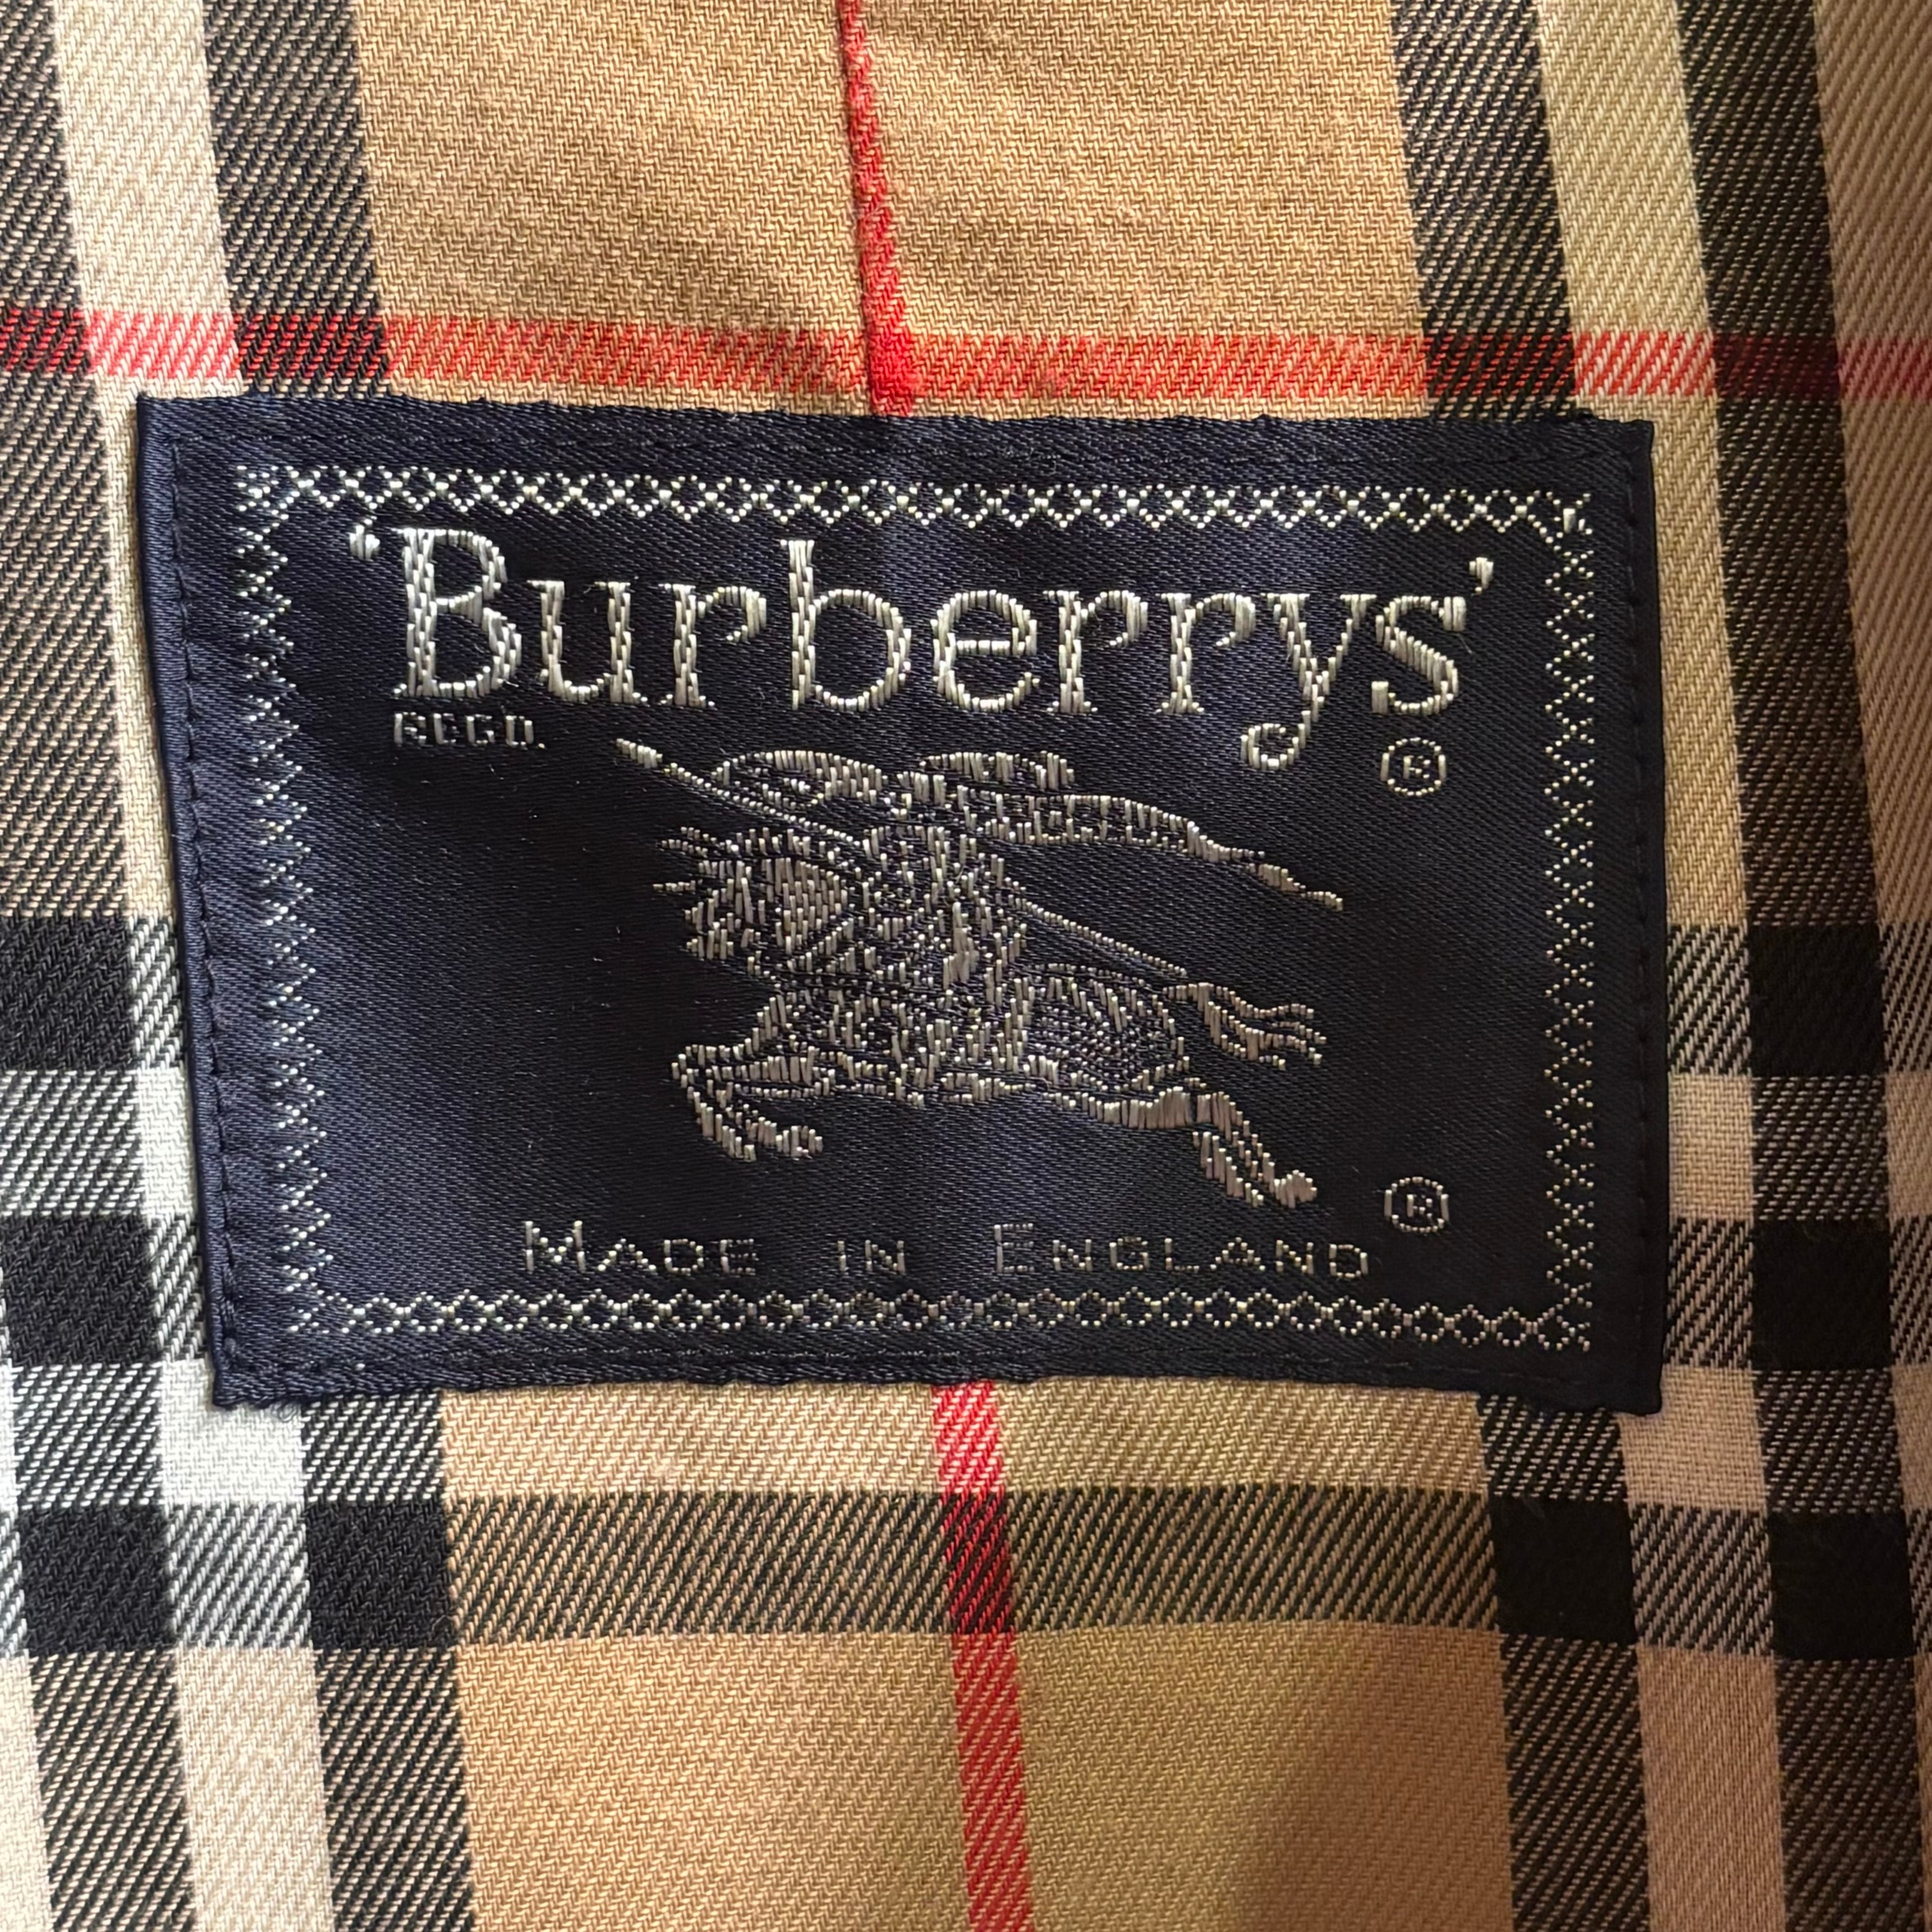 ‘Burberrys’
REGD.
®
®
MADE IN ENGLAND